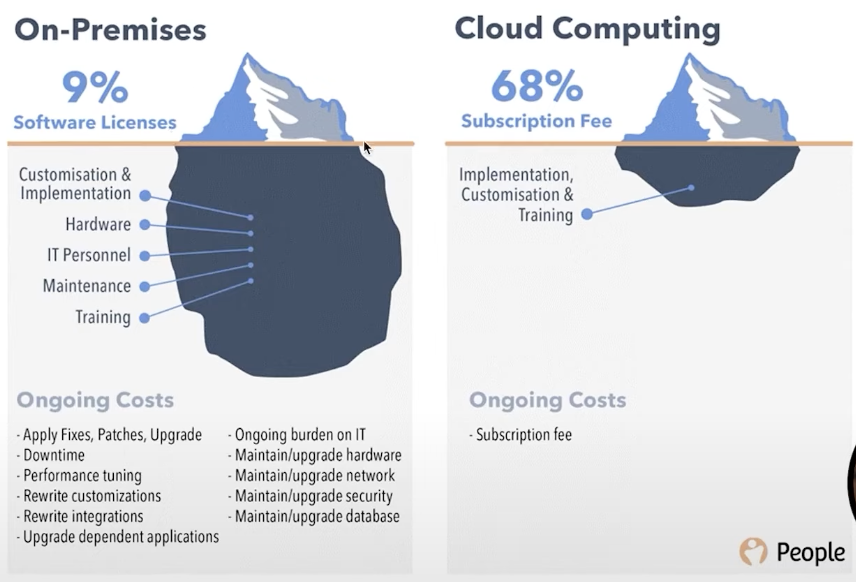 On-Premises
9%
Software Licenses
Customisation &
Implementation
Hardware
IT Personnel
Maintenance
Training
Ongoing Costs
- Apply Fixes, Patches, Upgrade
- Downtime
- Performance tuning
- Rewrite customizations
- Rewrite integrations
- Upgrade dependent applications
- Ongoing burden on IT
- Maintain/upgrade hardware
- Maintain/upgrade network
- Maintain/upgrade security
- Maintain/upgrade database
Cloud Computing
68%
Subscription Fee
Implementation,
Customisation &
Training
Ongoing Costs
- Subscription fee
People